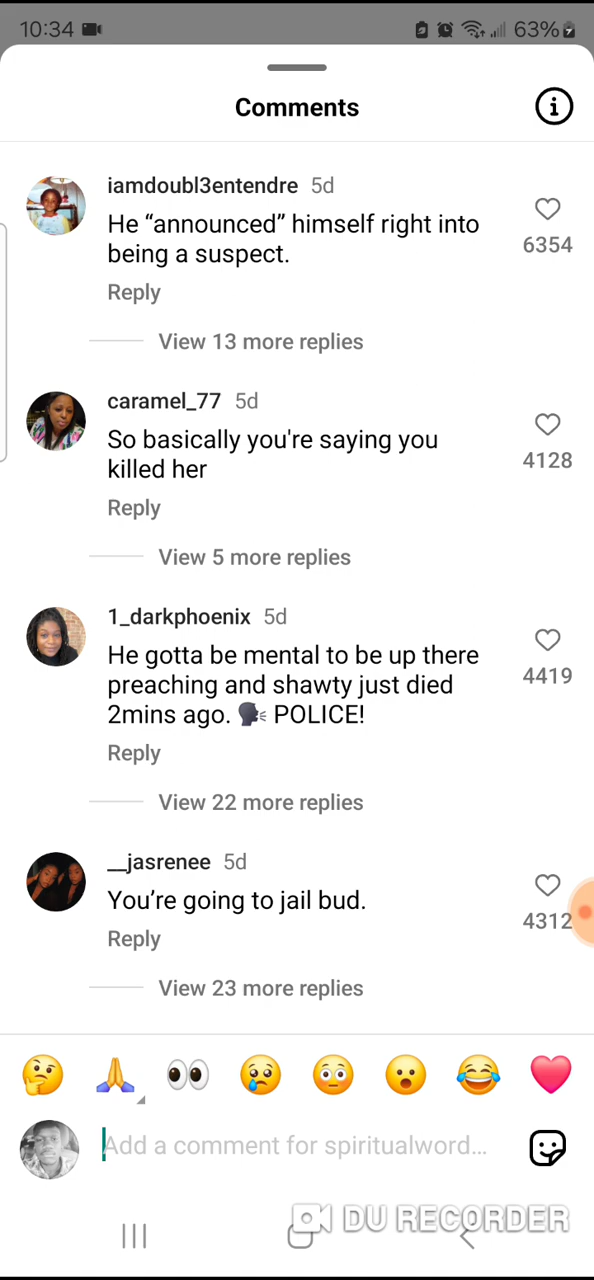 10:34 63%
Comments
iamdoubl3entendre 5d
He “announced” himself right into
being a suspect.
6354
Reply
View 13 more replies
caramel_77 5d
So basically you're saying you
killed her
4128
Reply
View 5 more replies
1_darkphoenix 5d
He gotta be mental to be up there
preaching and shawty just died
2mins ago. 🗣️ POLICE!
4419
Reply
View 22 more replies
__jasrenee 5d
You’re going to jail bud.
4312
Reply
View 23 more replies
Add a comment for spiritualword...
DU RECORDER